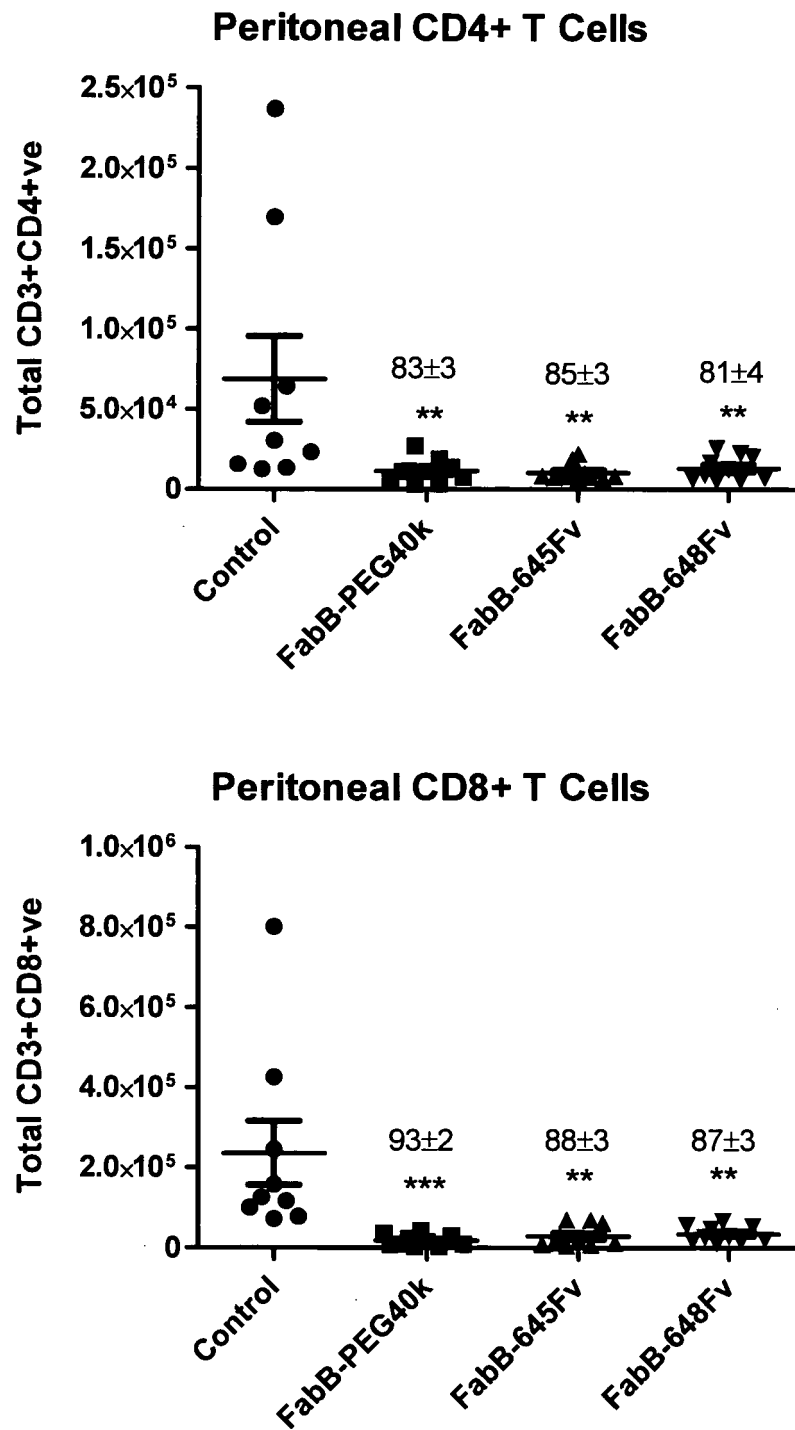 Peritoneal CD4+ T Cells
Total CD3+CD4+ve
2.5×10⁵
2.0×10⁵
1.5×10⁵
1.0×10⁵
5.0×10⁴
0
83±3
85±3
81±4
**
**
**
Control
FabB-PEG40k
FabB-645Fv
FabB-648Fv
Peritoneal CD8+ T Cells
Total CD3+CD8+ve
1.0×10⁶
8.0×10⁵
6.0×10⁵
4.0×10⁵
2.0×10⁵
0
93±2
88±3
87±3
***
**
**
Control
FabB-PEG40k
FabB-645Fv
FabB-648Fv